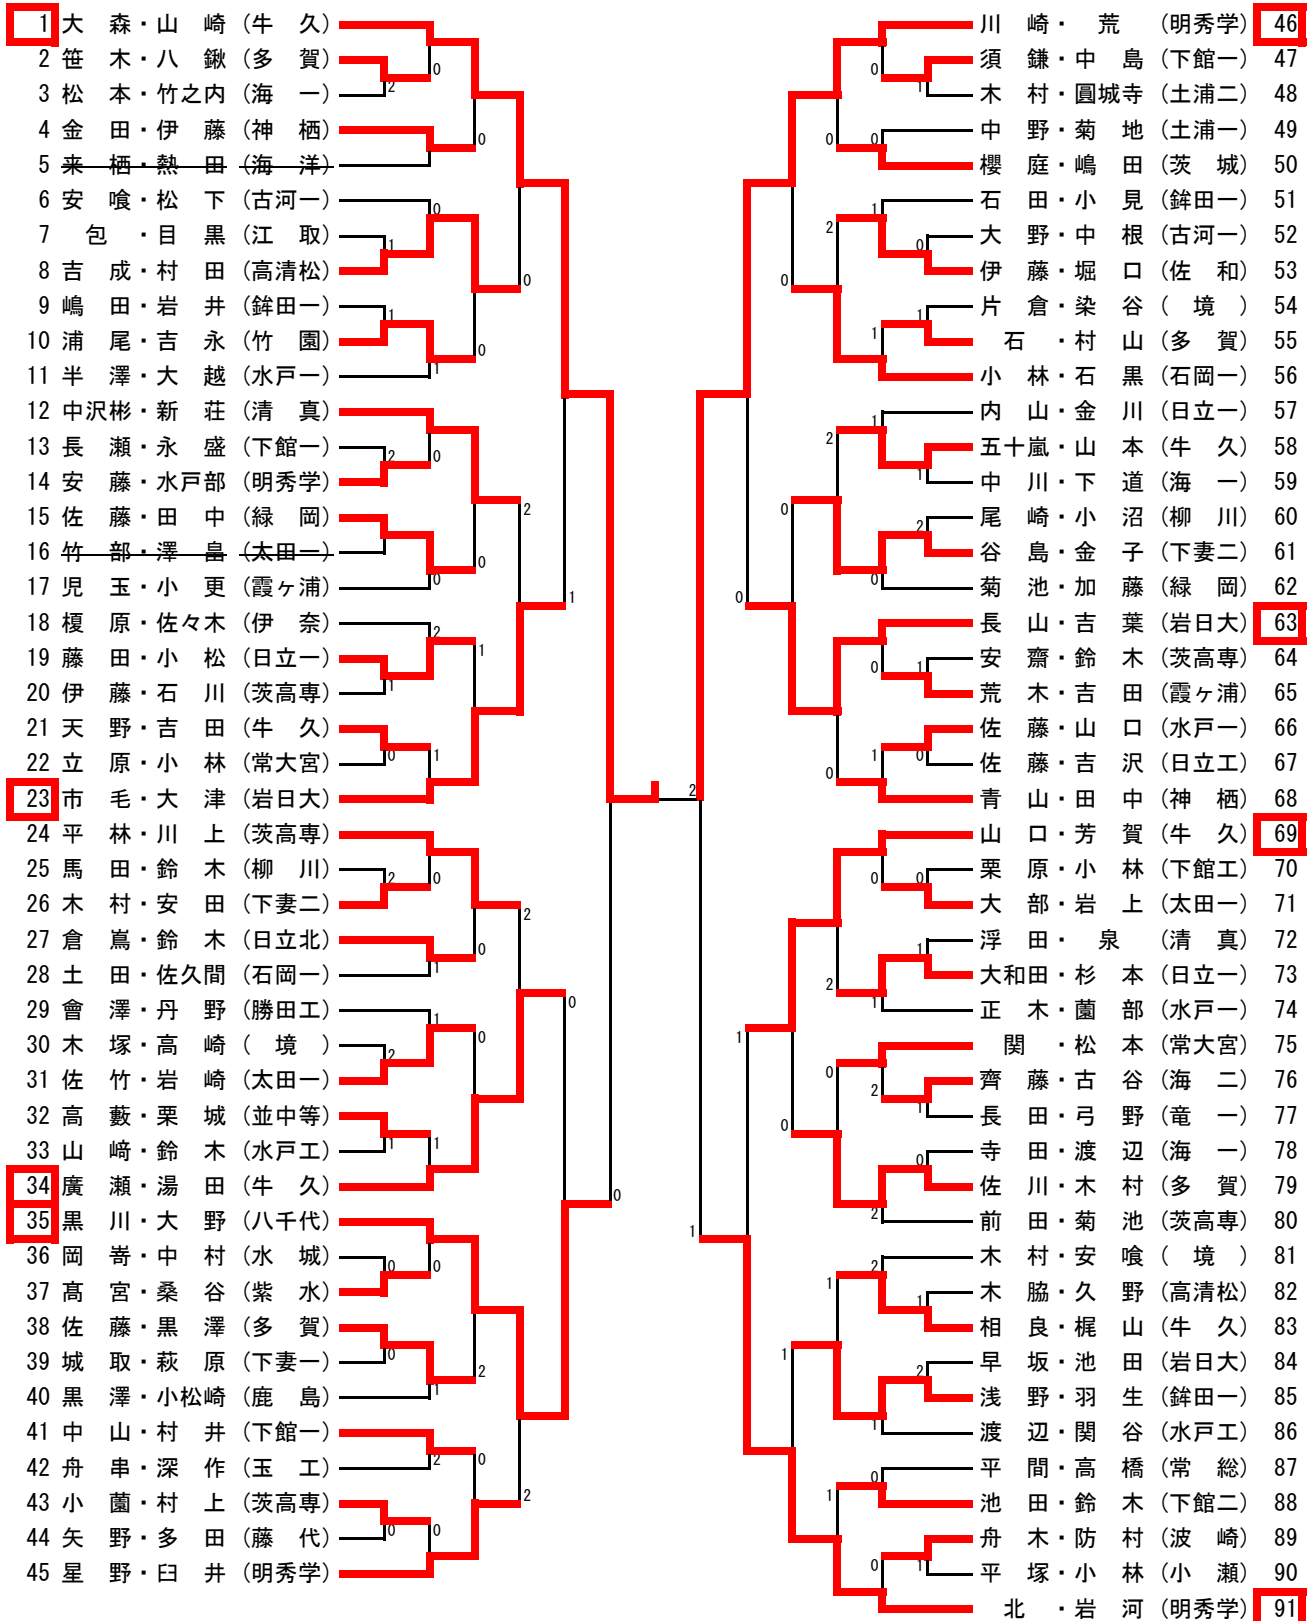 1 大　森・山　崎（牛　久）
2 笹　木・八　鍬（多　賀）
3 松　本・竹之内（海　一）
4 金　田・伊　藤（神　栖）
5 来　栖・熱　田（海　洋）
6 安　喰・松　下（古河一）
7 包　・目　黒（江　取）
8 吉　成・村　田（高清松）
9 嶋　田・岩　井（鉾田一）
10 浦　尾・吉　永（竹　園）
11 半　澤・大　越（水戸一）
12 中沢彬・新　荘（清　真）
13 長　瀬・永　盛（下館一）
14 安　藤・水戸部（明秀学）
15 佐　藤・田　中（緑　岡）
16 竹　部・澤　畠（太田一）
17 児　玉・小　更（霞ヶ浦）
18 榎　原・佐々木（伊　奈）
19 藤　田・小　松（日立一）
20 伊　藤・石　川（茨高専）
21 天　野・吉　田（牛　久）
22 立　原・小　林（常大宮）
23 市　毛・大　津（岩日大）
24 平　林・川　上（茨高専）
25 馬　田・鈴　木（柳　川）
26 木　村・安　田（下妻二）
27 倉　嶌・鈴　木（日立北）
28 土　田・佐久間（石岡一）
29 會　澤・丹　野（勝田工）
30 木　塚・高　崎（　境　）
31 佐　竹・岩　崎（太田一）
32 高　藪・栗　城（並中等）
33 山　﨑・鈴　木（水戸工）
34 廣　瀬・湯　田（牛　久）
35 黒　川・大　野（八千代）
36 岡　嵜・中　村（水　城）
37 髙　宮・桑　谷（紫　水）
38 佐　藤・黒　澤（多　賀）
39 城　取・萩　原（下妻一）
40 黒　澤・小松崎（鹿　島）
41 中　山・村　井（下館一）
42 舟　串・深　作（玉　工）
43 小　薗・村　上（茨高専）
44 矢　野・多　田（藤　代）
45 星　野・臼　井（明秀学）
川　崎・　荒　（明秀学） 46
須　鎌・中　島（下館一） 47
木　村・圓城寺（土浦二） 48
中　野・菊　地（土浦一） 49
櫻　庭・嶋　田（茨　城） 50
石　田・小　見（鉾田一） 51
大　野・中　根（古河一） 52
伊　藤・堀　口（佐　和） 53
片　倉・染　谷（　境　） 54
石　・村　山（多　賀） 55
小　林・石　黒（石岡一） 56
内　山・金　川（日立一） 57
五十嵐・山　本（牛　久） 58
中　川・下　道（海　一） 59
尾　崎・小　沼（柳　川） 60
谷　島・金　子（下妻二） 61
菊　池・加　藤（緑　岡） 62
長　山・吉　葉（岩日大） 63
安　齋・鈴　木（茨高専） 64
荒　木・吉　田（霞ヶ浦） 65
佐　藤・山　口（水戸一） 66
佐　藤・吉　沢（日立工） 67
青　山・田　中（神　栖） 68
山　口・芳　賀（牛　久） 69
栗　原・小　林（下館工） 70
大　部・岩　上（太田一） 71
浮　田・　泉　（清　真） 72
大和田・杉　本（日立一） 73
正　木・薗　部（水戸一） 74
関　・松　本（常大宮） 75
齊　藤・古　谷（海　二） 76
長　田・弓　野（竜　一） 77
寺　田・渡　辺（海　一） 78
佐　川・木　村（多　賀） 79
前　田・菊　池（茨高専） 80
木　村・安　喰（　境　） 81
木　脇・久　野（高清松） 82
相　良・梶　山（牛　久） 83
早　坂・池　田（岩日大） 84
浅　野・羽　生（鉾田一） 85
渡　辺・関　谷（水戸工） 86
平　間・高　橋（常　総） 87
池　田・鈴　木（下館二） 88
舟　木・防　村（波　崎） 89
平　塚・小　林（小　瀬） 90
北　・岩　河（明秀学） 91